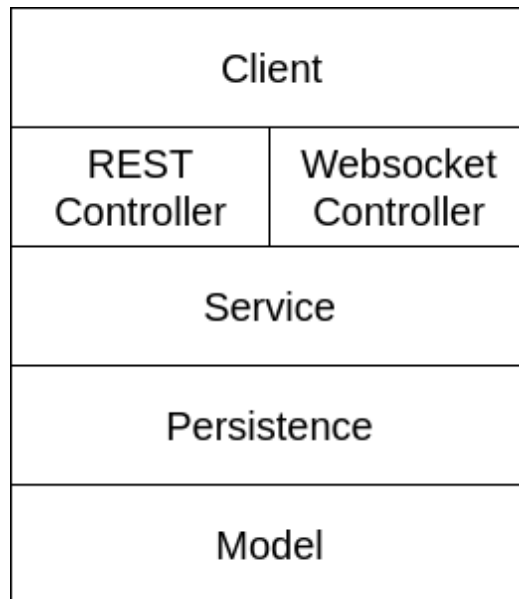 Client
REST
Controller
Websocket
Controller
Service
Persistence
Model